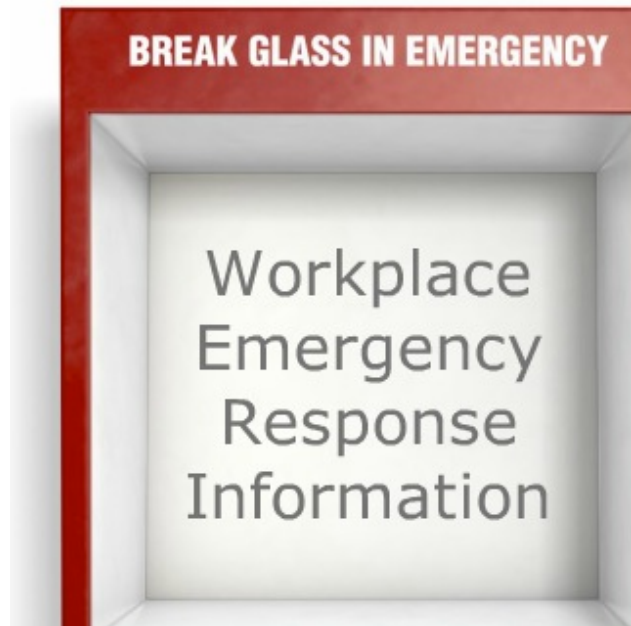 BREAK GLASS IN EMERGENCY
Workplace
Emergency
Response
Information